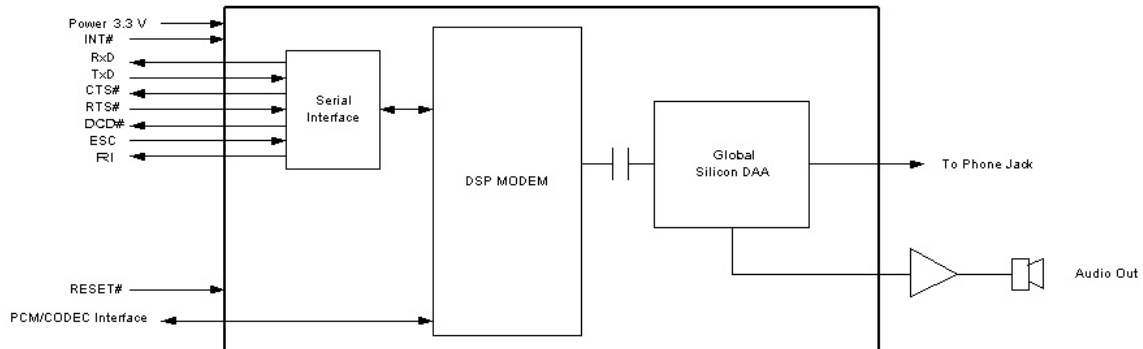 Power 3.3 V
INT#
RxD
TxD
CTS#
RTS#
DCD#
ESC
FRI
RESET#
PCM/CODEC Interface
Serial
Interface
DSP MODEM
Global
Silicon DAA
To Phone Jack
Audio Out